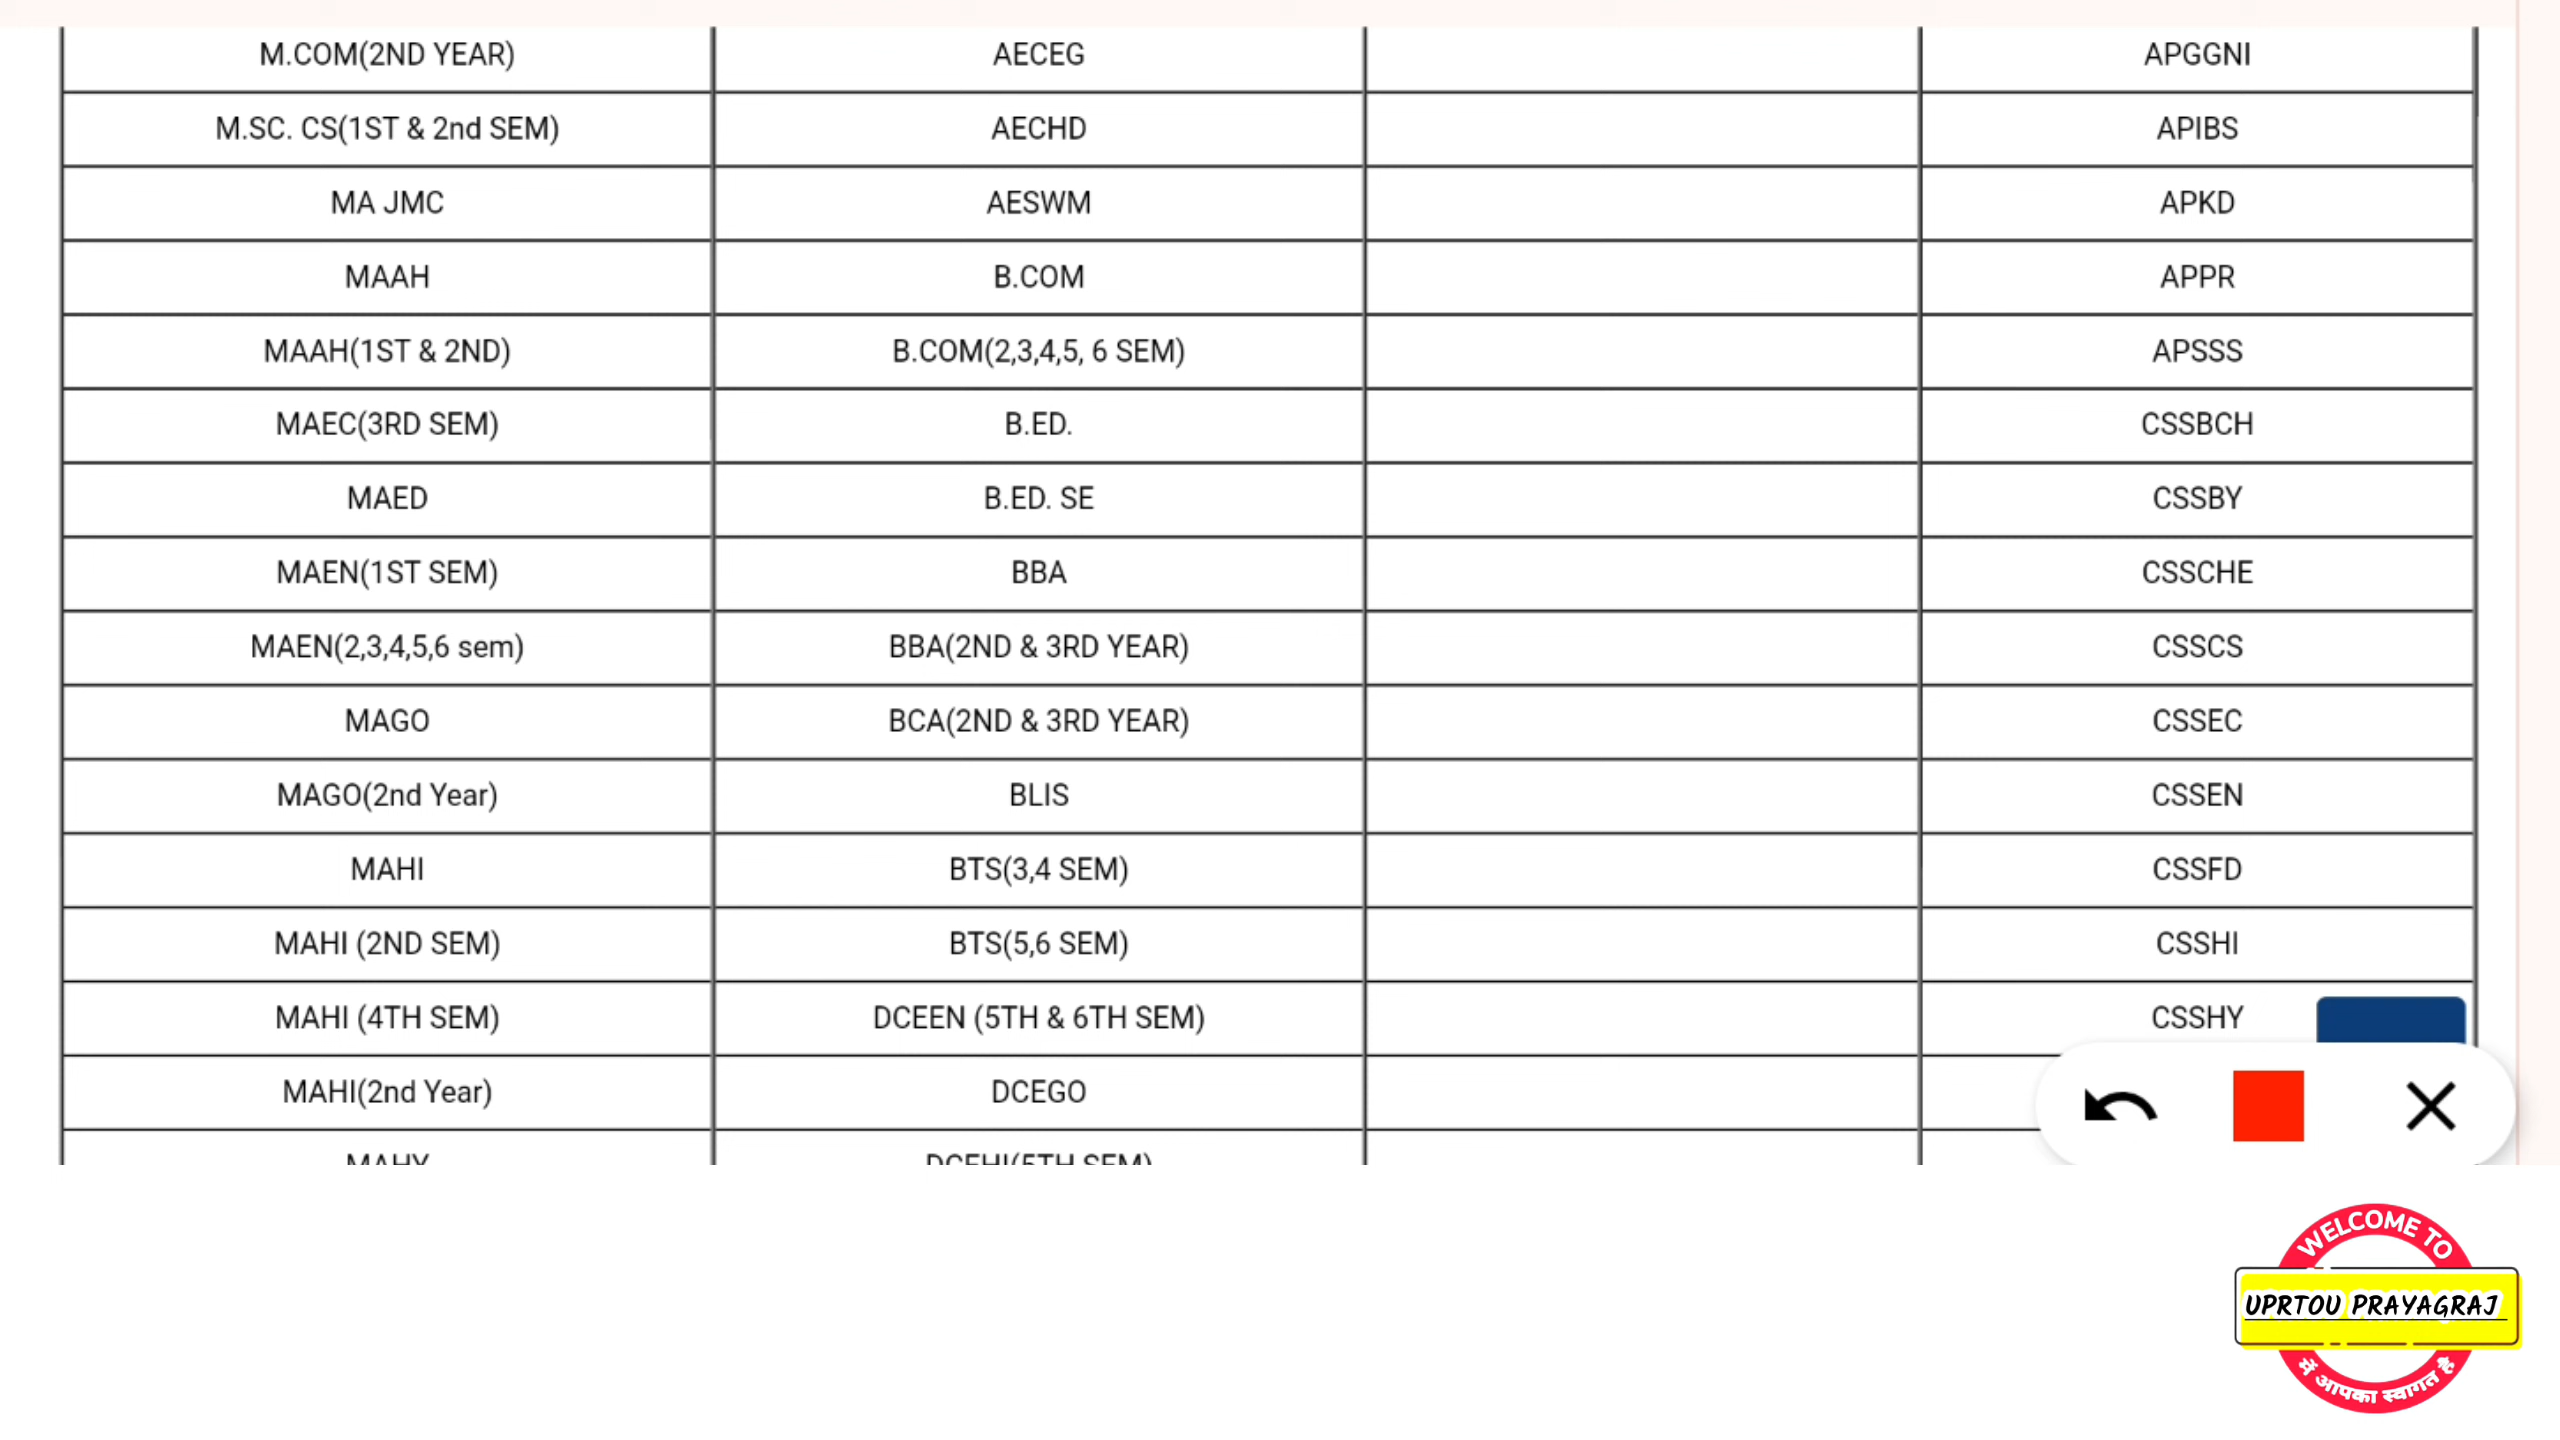 M.COM(2ND YEAR) AECEG APGGNI
M.SC. CS(1ST & 2nd SEM) AECHD APIBS
MA JMC AESWM APKD
MAAH B.COM APPR
MAAH(1ST & 2ND) B.COM(2,3,4,5, 6 SEM) APSSS
MAEC(3RD SEM) B.ED. CSSBCH
MAED B.ED. SE CSSBY
MAEN(1ST SEM) BBA CSSCHE
MAEN(2,3,4,5,6 sem) BBA(2ND & 3RD YEAR) CSSCS
MAGO BCA(2ND & 3RD YEAR) CSSEC
MAGO(2nd Year) BLIS CSSEN
MAHI BTS(3,4 SEM) CSSFD
MAHI (2ND SEM) BTS(5,6 SEM) CSSHI
MAHI (4TH SEM) DCEEN (5TH & 6TH SEM) CSSHY
MAHI(2nd Year) DCEGO
MAHY DCEHI(5TH SEM)
WELCOME TO
UPRTOU PRAYAGRAJ
में आपका स्वागत है